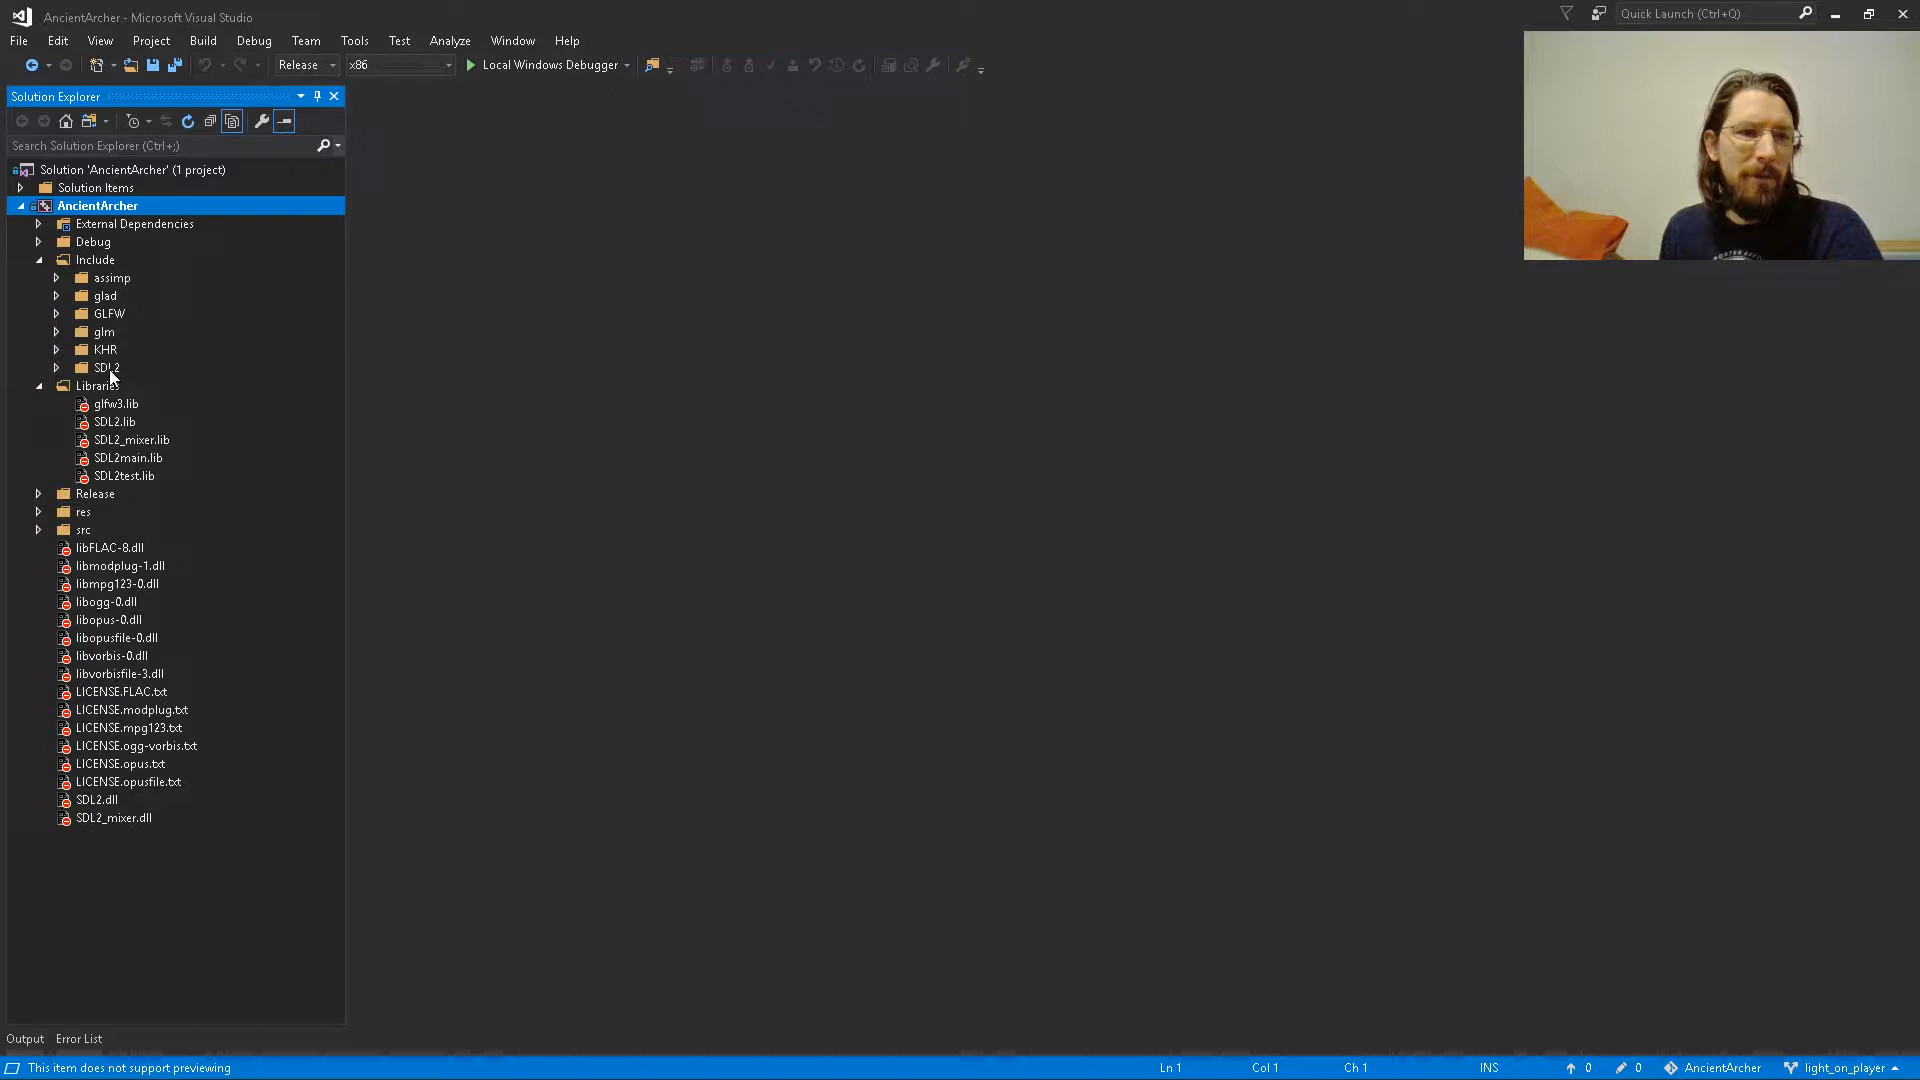 AncientArcher - Microsoft Visual Studio
Quick Launch (Ctrl+Q)
File Edit View Project Build Debug Team Tools Test Analyze Window Help
Release x86 Local Windows Debugger
Solution Explorer
Search Solution Explorer (Ctrl+;)
Solution 'AncientArcher' (1 project)
Solution Items
AncientArcher
External Dependencies
Debug
Include
assimp
glad
GLFW
glm
KHR
SDL2
Libraries
glfw3.lib
SDL2.lib
SDL2_mixer.lib
SDL2main.lib
SDL2test.lib
Release
res
src
libFLAC-8.dll
libmodplug-1.dll
libmpg123-0.dll
libogg-0.dll
libopus-0.dll
libopusfile-0.dll
libvorbis-0.dll
libvorbisfile-3.dll
LICENSE.FLAC.txt
LICENSE.modplug.txt
LICENSE.mpg123.txt
LICENSE.ogg-vorbis.txt
LICENSE.opus.txt
LICENSE.opusfile.txt
SDL2.dll
SDL2_mixer.dll
Output Error List
This item does not support previewing
Ln 1 Col 1 Ch 1 INS 0 0 AncientArcher light_on_player